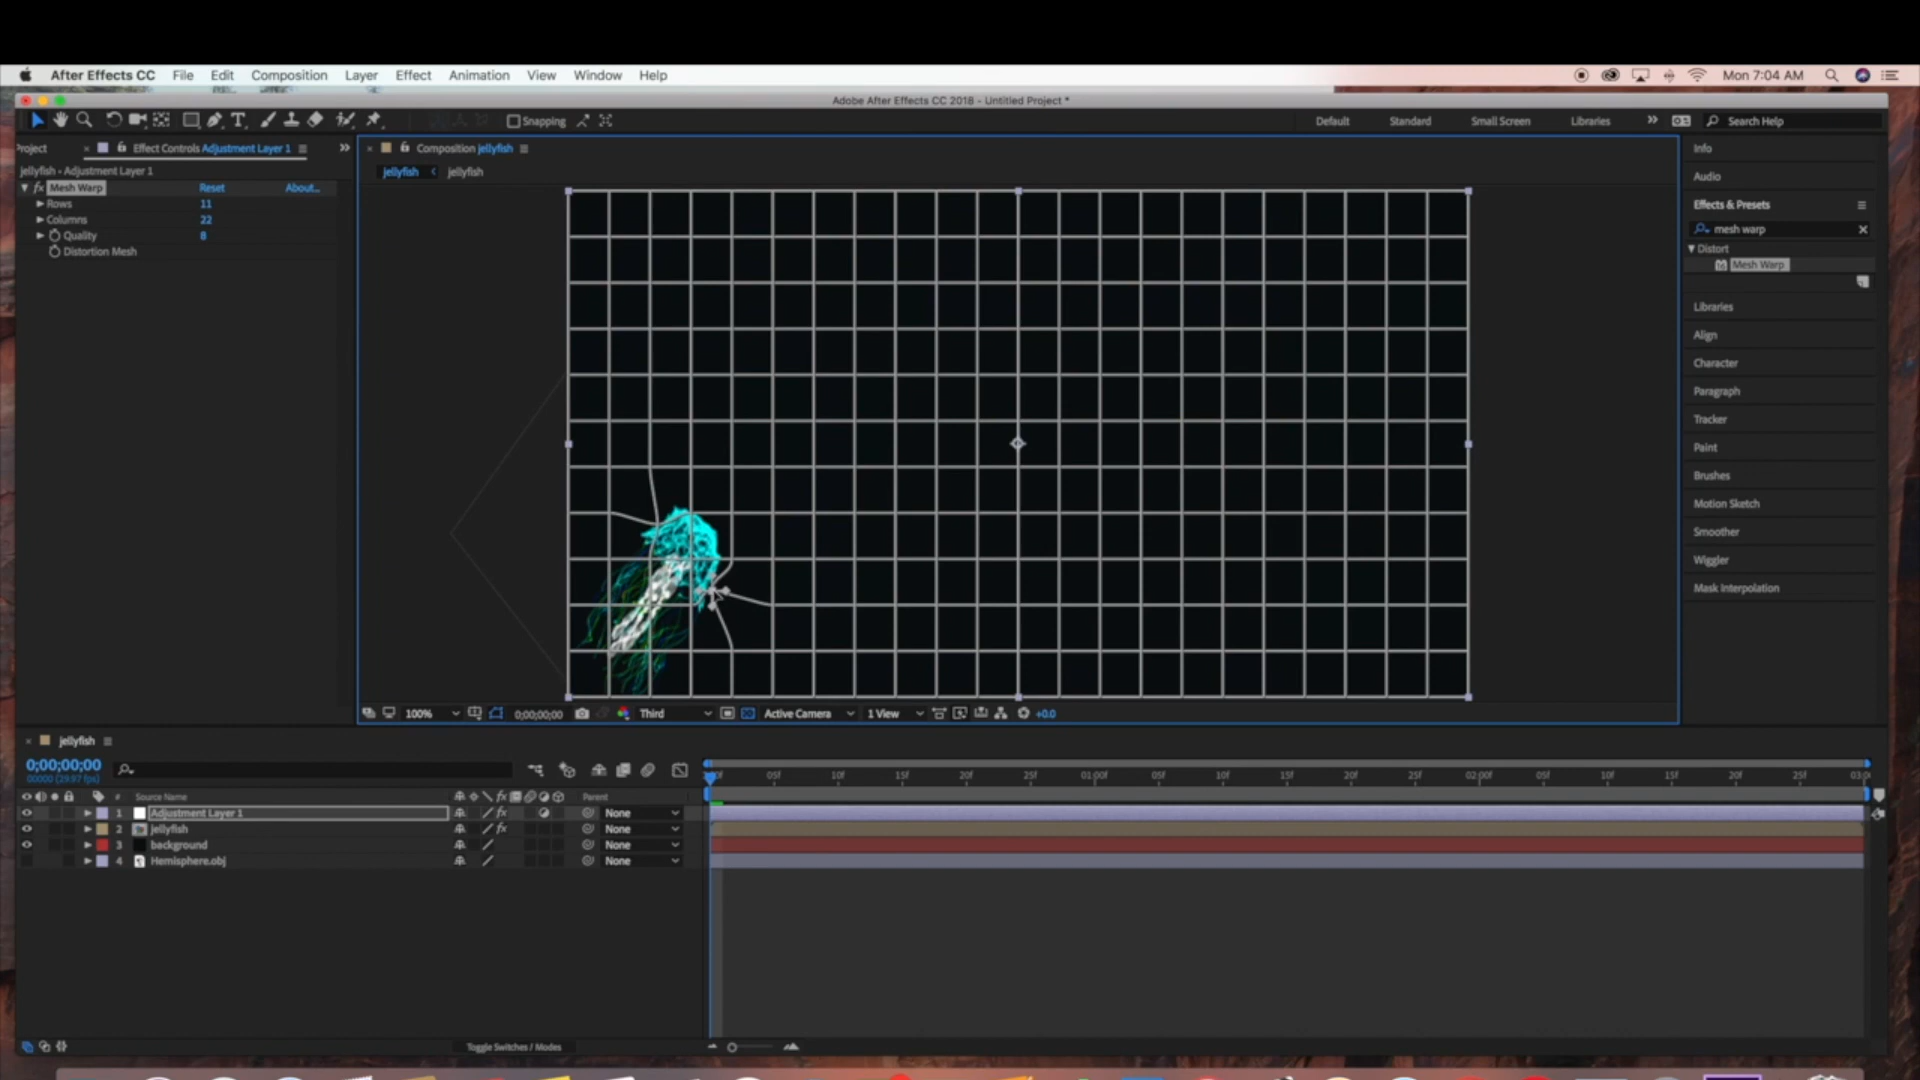 After Effects CC File Edit Composition Layer Effect Animation View Window Help Mon 7:04 AM
Adobe After Effects CC 2018 - Untitled Project *
Snapping Default Standard Small Screen Libraries Search Help
Project Effect Controls Adjustment Layer 1
jellyfish • Adjustment Layer 1
fx Mesh Warp Reset About...
Rows 11
Columns 22
Quality 8
Distortion Mesh
Composition jellyfish
jellyfish jellyfish
100% 0;00;00;00 Third Active Camera 1 View +0.0
Info
Audio
Effects & Presets
mesh warp
Distort
Mesh Warp
Libraries
Align
Character
Paragraph
Tracker
Paint
Brushes
Motion Sketch
Smoother
Wiggler
Mask Interpolation
jellyfish
0;00;00;00
00000 (29.97 fps)
05f 10f 15f 20f 25f 01:00f 05f 10f 15f 20f 25f 02:00f 05f 10f 15f 20f 25f
# Source Name fx Parent
1 Adjustment Layer 1 fx None
2 jellyfish fx None
3 background None
4 Hemisphere.obj None
Toggle Switches / Modes